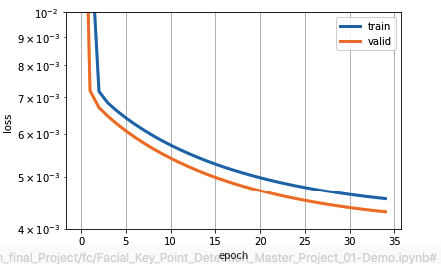 10⁻²
9 × 10⁻³
8 × 10⁻³
7 × 10⁻³
6 × 10⁻³
5 × 10⁻³
4 × 10⁻³
loss
train
valid
0 5 10 15 20 25 30 35
epoch
n_final_Project/fc/Facial_Key_Point_Detection_Master_Project_01-Demo.ipynb#